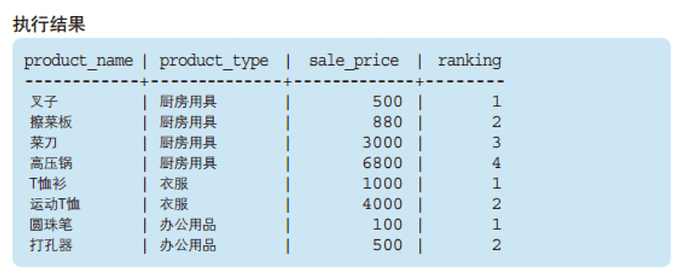 执行结果
product_name | product_type | sale_price | ranking
------------+--------------+------------+--------
叉子 | 厨房用具 | 500 | 1
擦菜板 | 厨房用具 | 880 | 2
菜刀 | 厨房用具 | 3000 | 3
高压锅 | 厨房用具 | 6800 | 4
T恤衫 | 衣服 | 1000 | 1
运动T恤 | 衣服 | 4000 | 2
圆珠笔 | 办公用品 | 100 | 1
打孔器 | 办公用品 | 500 | 2